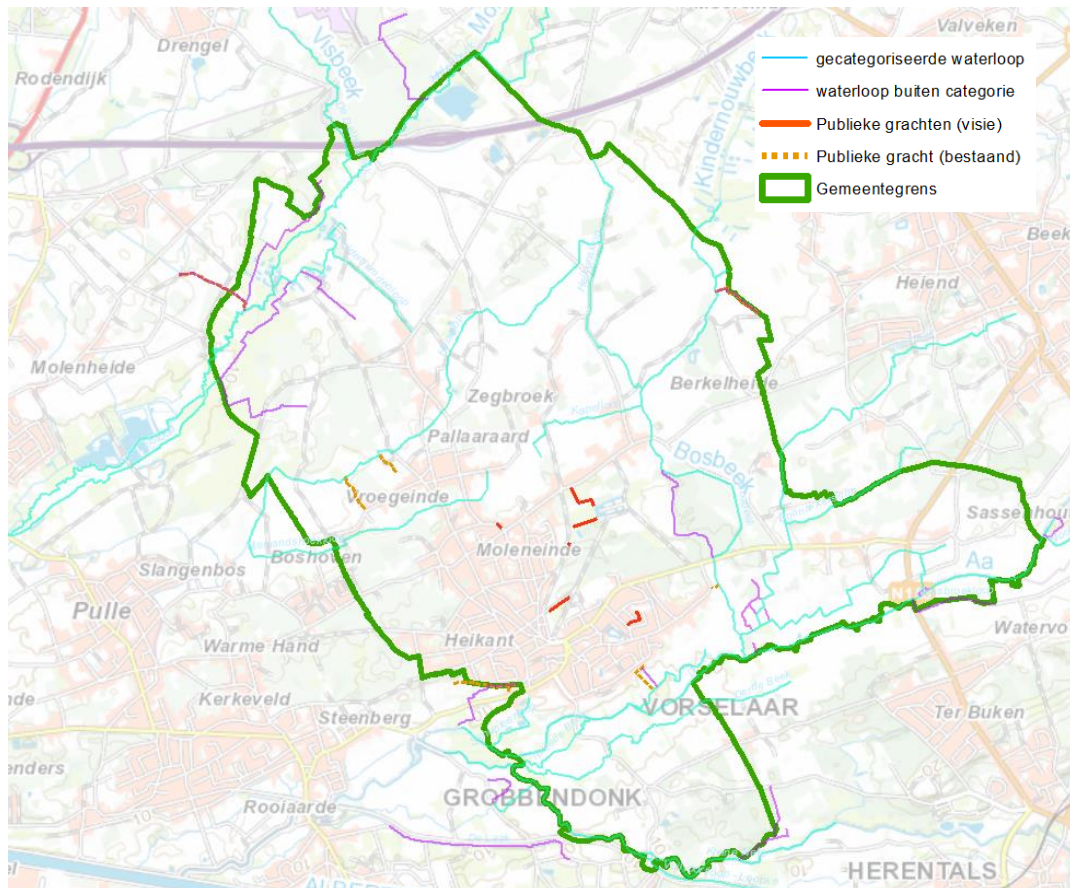 Drengel
Valveken
Visbeek
Rodendijk
gecategoriseerde waterloop
waterloop buiten categorie
Publieke grachten (visie)
Publieke gracht (bestaand)
Gemeentegrens
Beek
Heiend
Molenheide
Berkelheide
Zegbroek
Pallaaraard
Bosbeek
Vroegeinde
Moleneinde
Boshoven
Slangenbos
Aa
Pulle
Warme Hand
Heikant
Watervo
Kerkeveld
Steenberg
VORSELAAR
Ter Buken
enders
Rooiaarde
GROBBENDONK
HERENTALS